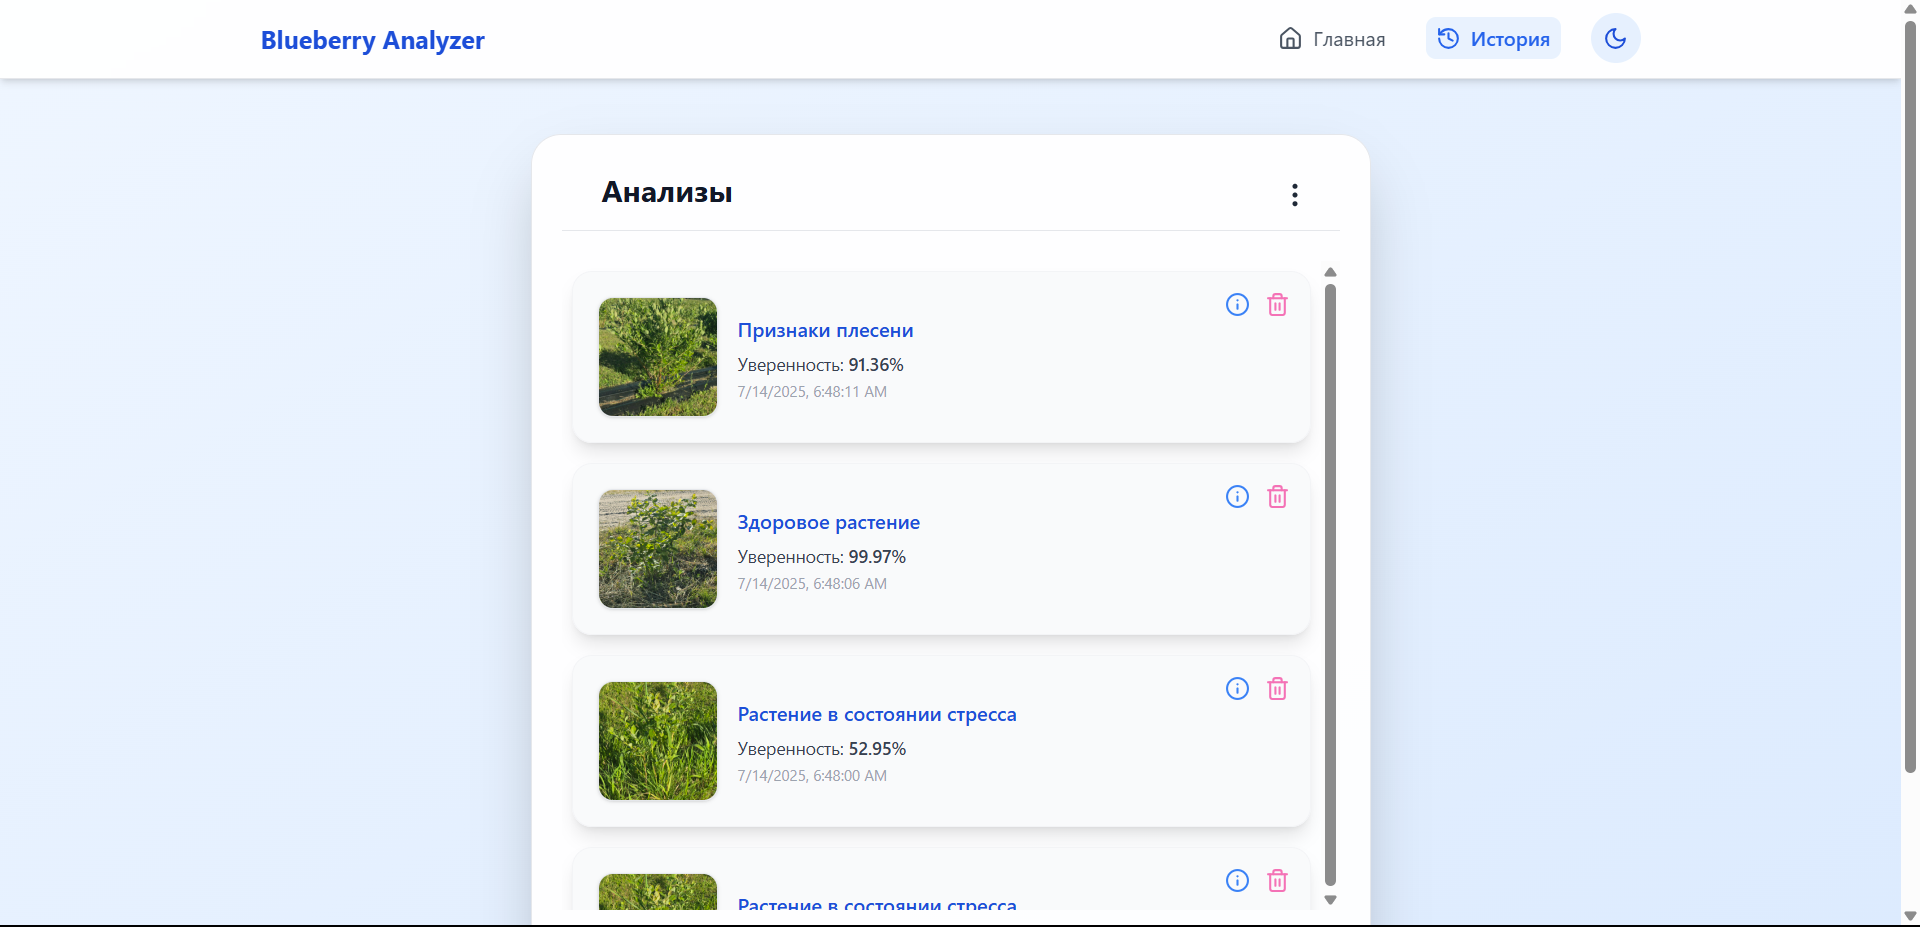 Blueberry Analyzer
Главная
История
Анализы
Признаки плесени
Уверенность: 91.36%
7/14/2025, 6:48:11 AM
Здоровое растение
Уверенность: 99.97%
7/14/2025, 6:48:06 AM
Растение в состоянии стресса
Уверенность: 52.95%
7/14/2025, 6:48:00 AM
Растение в состоянии стресса